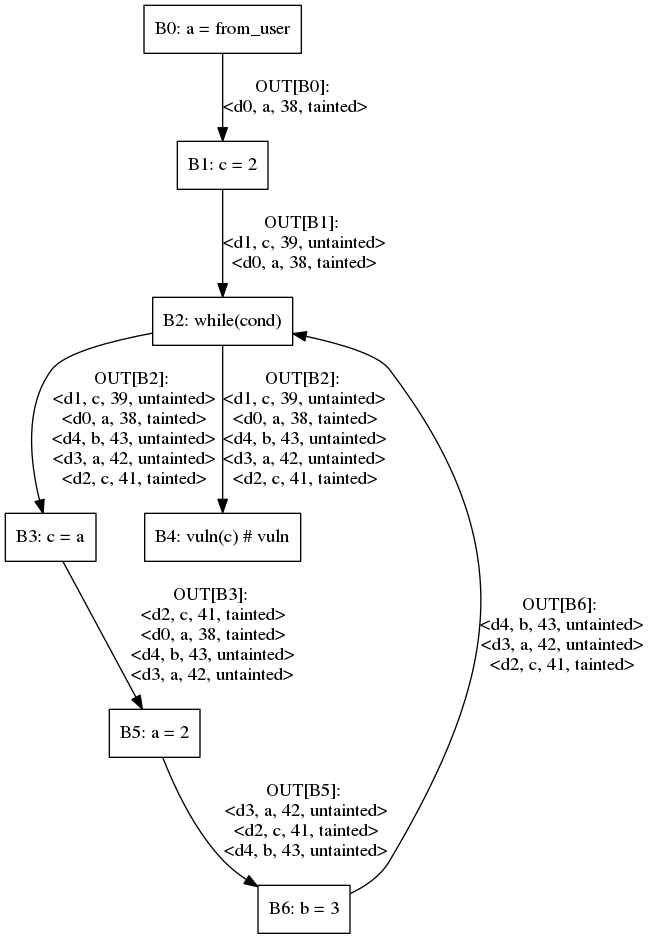 B0: a = from_user
OUT[B0]:
<d0, a, 38, tainted>
B1: c = 2
OUT[B1]:
<d1, c, 39, untainted>
<d0, a, 38, tainted>
B2: while(cond)
OUT[B2]:
<d1, c, 39, untainted>
<d0, a, 38, tainted>
<d4, b, 43, untainted>
<d3, a, 42, untainted>
<d2, c, 41, tainted>
OUT[B2]:
<d1, c, 39, untainted>
<d0, a, 38, tainted>
<d4, b, 43, untainted>
<d3, a, 42, untainted>
<d2, c, 41, tainted>
B3: c = a
B4: vuln(c) # vuln
OUT[B3]:
<d2, c, 41, tainted>
<d0, a, 38, tainted>
<d4, b, 43, untainted>
<d3, a, 42, untainted>
OUT[B6]:
<d4, b, 43, untainted>
<d3, a, 42, untainted>
<d2, c, 41, tainted>
B5: a = 2
OUT[B5]:
<d3, a, 42, untainted>
<d2, c, 41, tainted>
<d4, b, 43, untainted>
B6: b = 3